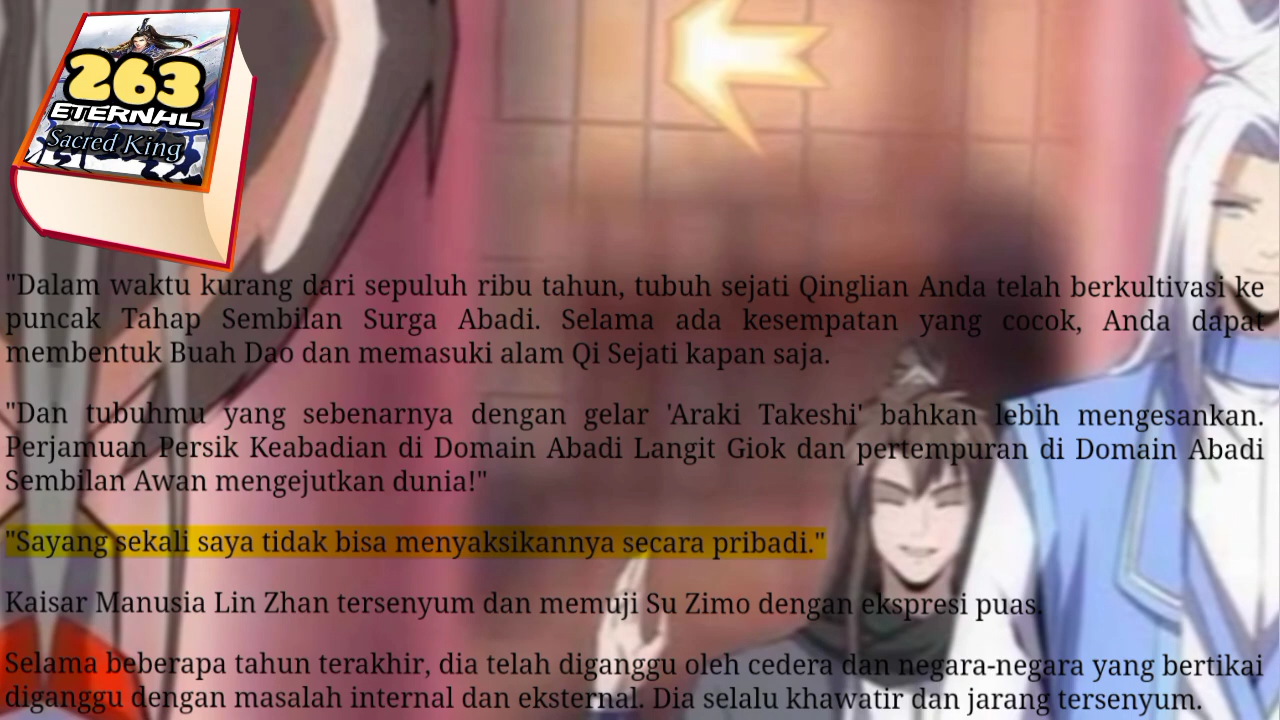 263
ETERNAL
Sacred King
"Dalam waktu kurang dari sepuluh ribu tahun, tubuh sejati Qinglian Anda telah berkultivasi ke
puncak Tahap Sembilan Surga Abadi. Selama ada kesempatan yang cocok, Anda dapat
membentuk Buah Dao dan memasuki alam Qi Sejati kapan saja.
"Dan tubuhmu yang sebenarnya dengan gelar 'Araki Takeshi' bahkan lebih mengesankan.
Perjamuan Persik Keabadian di Domain Abadi Langit Giok dan pertempuran di Domain Abadi
Sembilan Awan mengejutkan dunia!"
"Sayang sekali saya tidak bisa menyaksikannya secara pribadi."
Kaisar Manusia Lin Zhan tersenyum dan memuji Su Zimo dengan ekspresi puas.
Selama beberapa tahun terakhir, dia telah diganggu oleh cedera dan negara-negara yang bertikai
diganggu dengan masalah internal dan eksternal. Dia selalu khawatir dan jarang tersenyum.